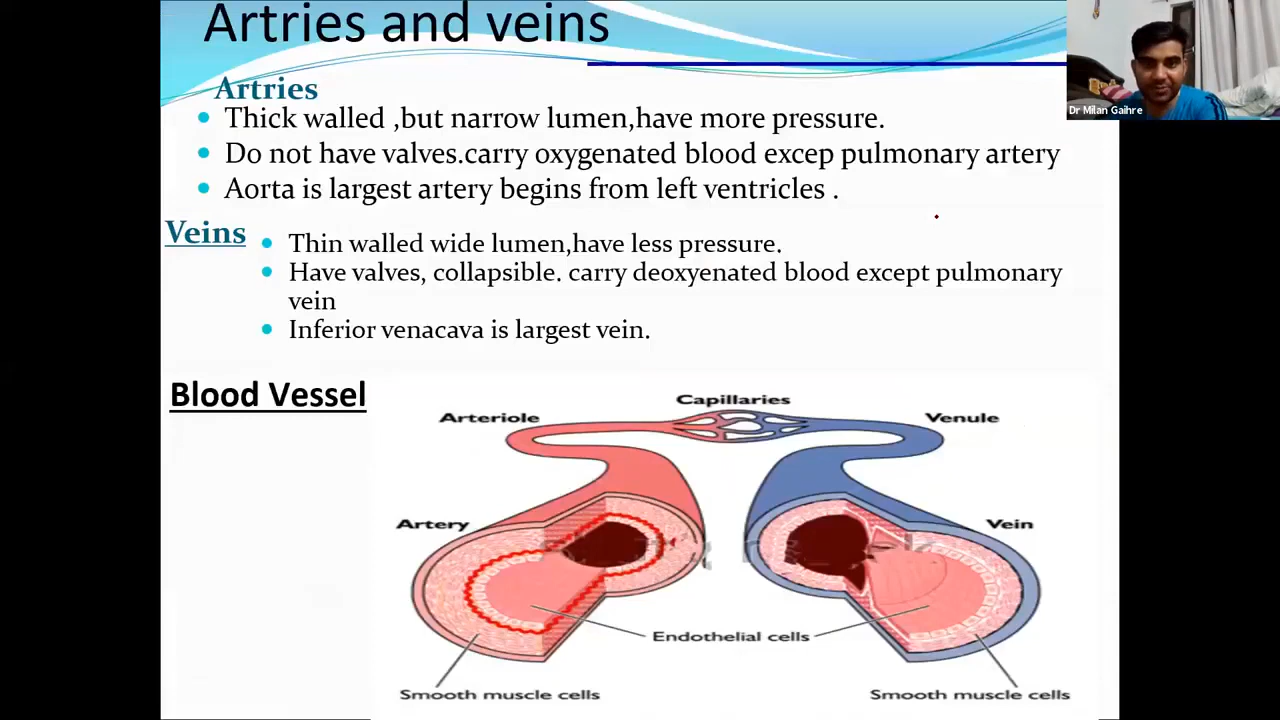 Artries and veins
Dr Milan Gaihre
Artries
Thick walled ,but narrow lumen,have more pressure.
Do not have valves.carry oxygenated blood excep pulmonary artery
Aorta is largest artery begins from left ventricles .
Veins
Thin walled wide lumen,have less pressure.
Have valves, collapsible. carry deoxyenated blood except pulmonary
vein
Inferior venacava is largest vein.
Blood Vessel
Capillaries
Arteriole
Venule
Artery
Vein
Endothelial cells
Smooth muscle cells
Smooth muscle cells